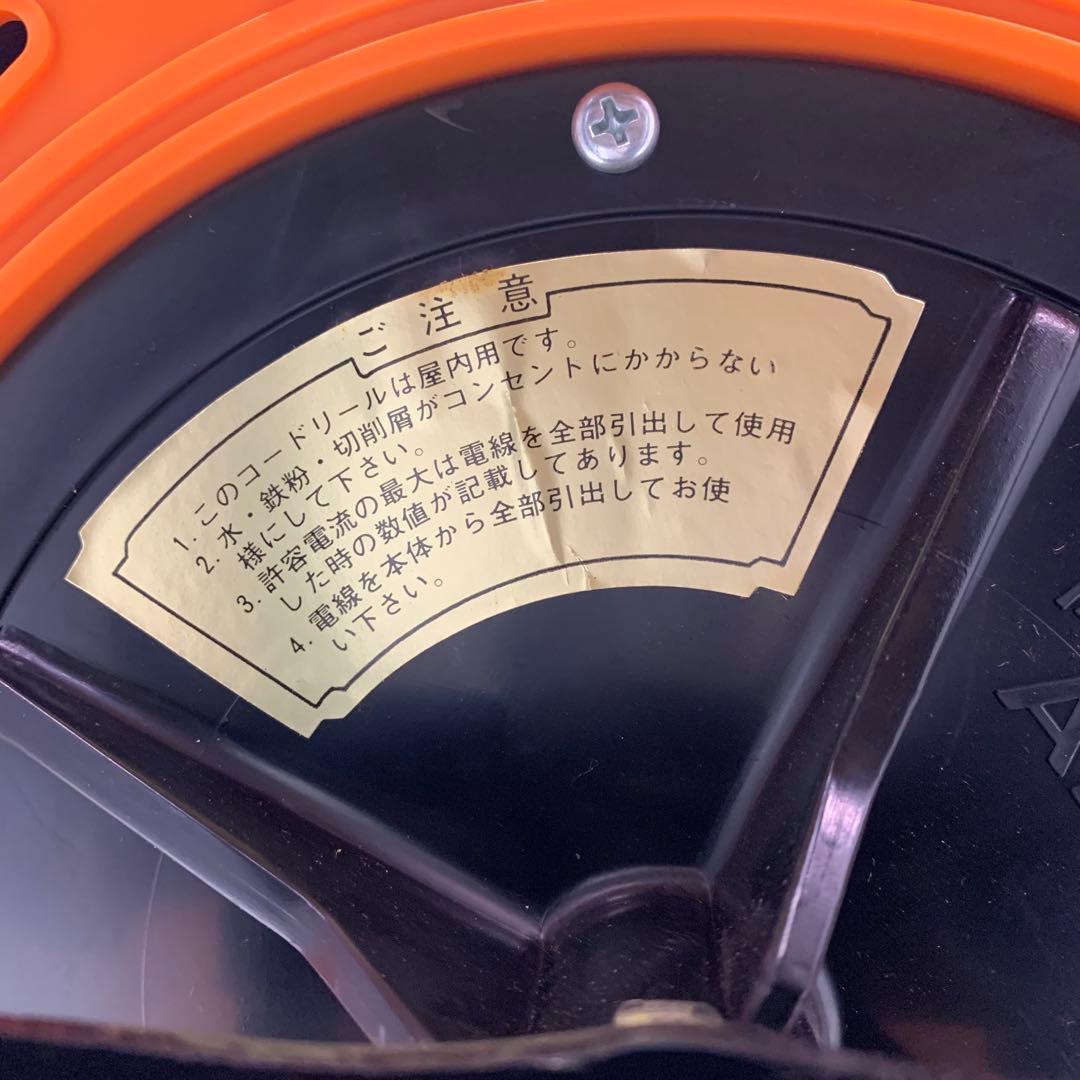 ご注意
1. このコードリールは屋内用です。
2. 水・鉄粉・切削屑がコンセントにかからない
様にして下さい。
3. 許容電流の最大は電線を全部引出して使用
した時の数値が記載してあります。
4. 電線を本体から全部引出してお使
い下さい。